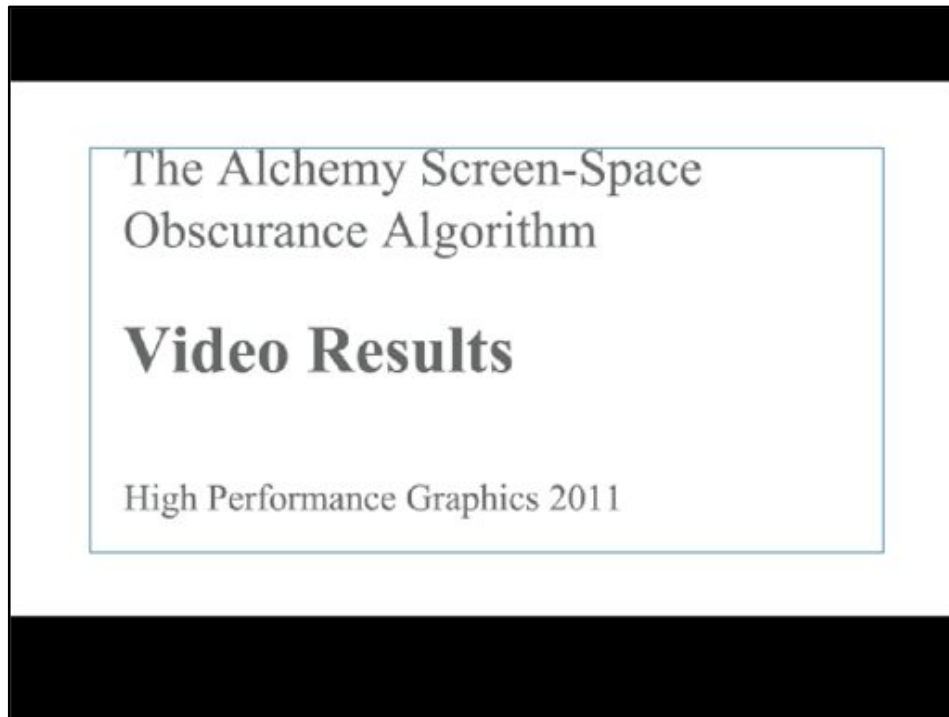 The Alchemy Screen-Space
Obscurance Algorithm
Video Results
High Performance Graphics 2011